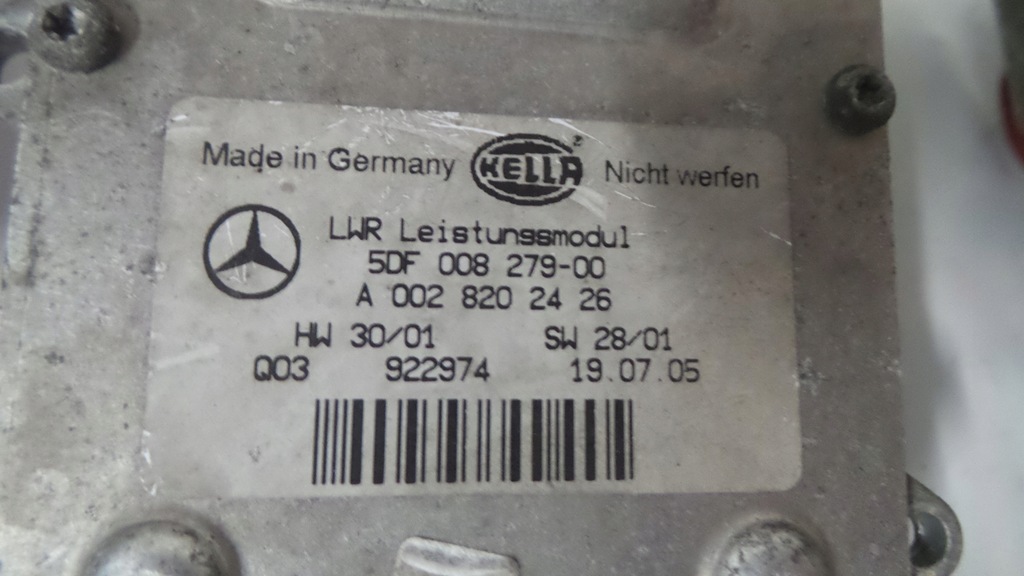 Made in Germany HELLA Nicht werfen
LWR Leistungsmodul
5DF 008 279-00
A 002 820 24 26
HW 30/01 SW 28/01
Q03 922974 19.07.05